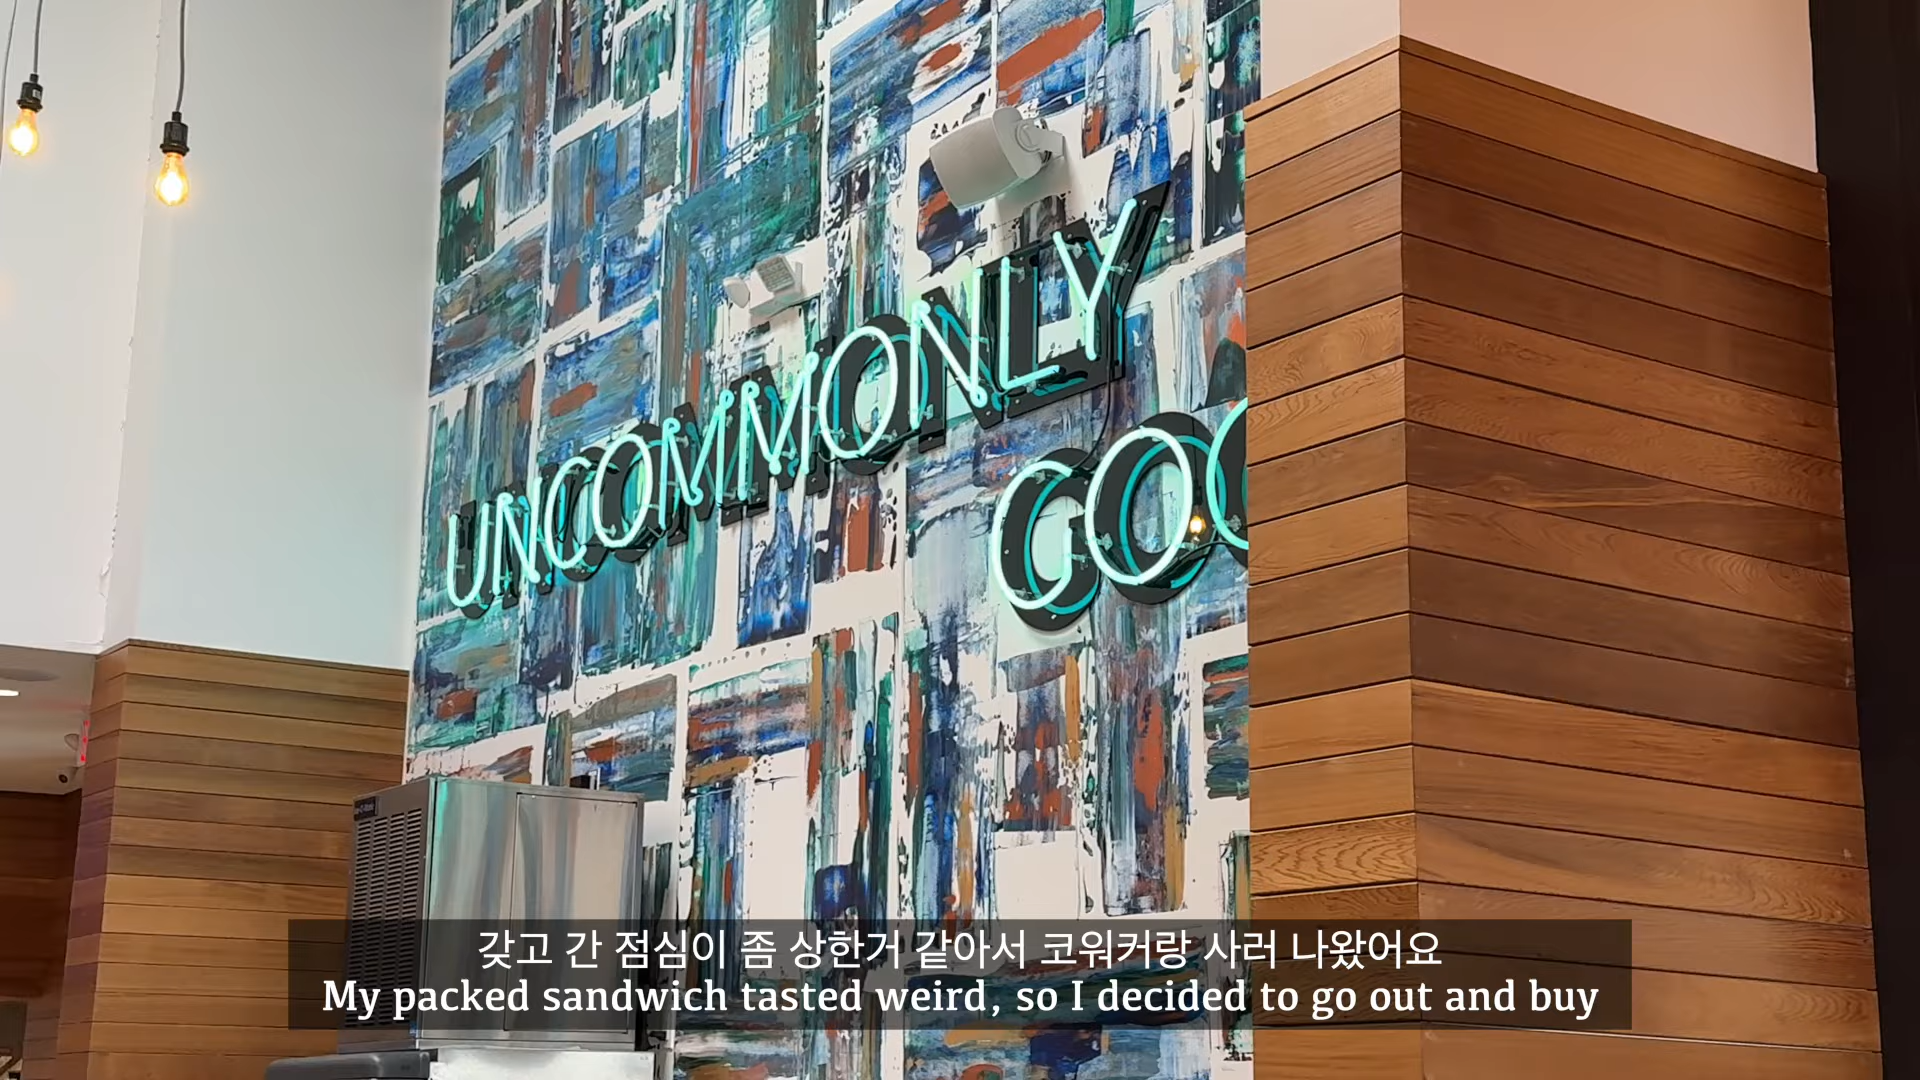 UNCOMMONLY
GOO
갖고 간 점심이 좀 상한거 같아서 코워커랑 사러 나왔어요
My packed sandwich tasted weird, so I decided to go out and buy